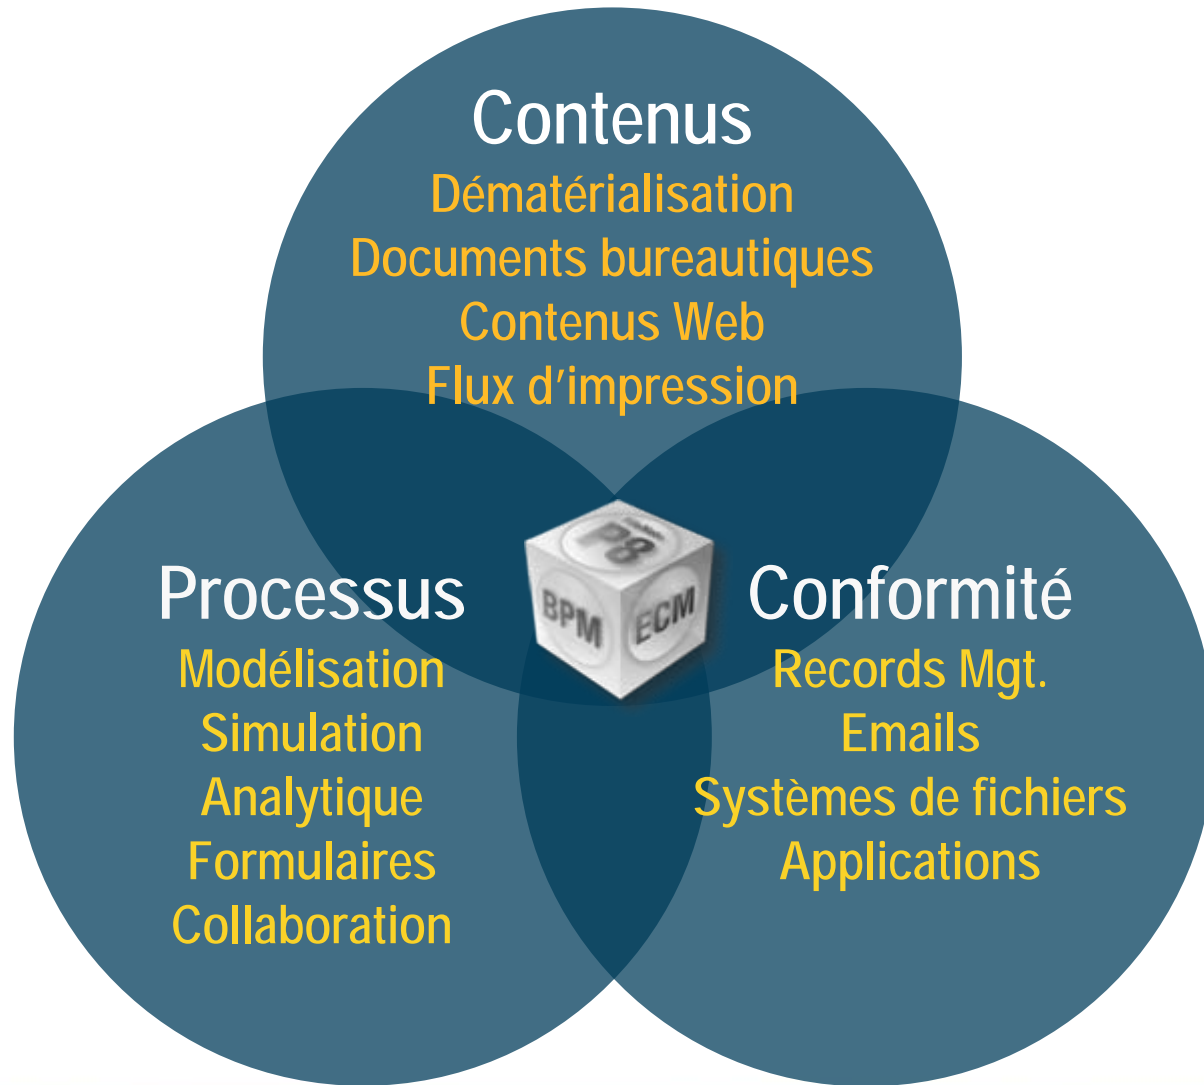 Contenus
Dématérialisation
Documents bureautiques
Contenus Web
Flux d'impression
P8
BPM
ECM
Processus
Modélisation
Simulation
Analytique
Formulaires
Collaboration
Conformité
Records Mgt.
Emails
Systèmes de fichiers
Applications